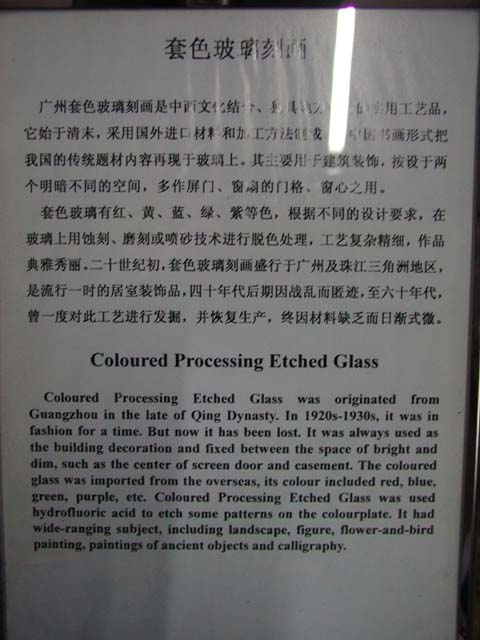 套色玻璃刻画
广州套色玻璃刻画是中西文化结合、用工艺品，
它始于清末，采用国外进口材料和加工方法制成，书画形式把
我国的传统题材内容再现于玻璃上。其主要用于建筑装饰，按设于两
个明暗不同的空间，多作屏门、窗扇的门格、窗心之用。
套色玻璃有红、黄、蓝、绿、紫等色，根据不同的设计要求，在
玻璃上用蚀刻、磨刻或喷砂技术进行脱色处理，工艺复杂精细，作品
典雅秀丽。二十世纪初，套色玻璃刻画盛行于广州及珠江三角洲地区，
是流行一时的居室装饰品，四十年代后期因战乱而匿迹，至六十年代，
曾一度对此工艺进行发掘，并恢复生产，终因材料缺乏而日渐式微。
Coloured Processing Etched Glass
Coloured Processing Etched Glass was originated from
Guangzhou in the late of Qing Dynasty. In 1920s-1930s, it was in
fashion for a time. But now it has been lost. It was always used as
the building decoration and fixed between the space of bright and
dim, such as the center of screen door and casement. The coloured
glass was imported from the overseas, its colour included red, blue,
green, purple, etc. Coloured Processing Etched Glass was used
hydrofluoric acid to etch some patterns on the colourplate. It had
wide-ranging subject, including landscape, figure, flower-and-bird
painting, paintings of ancient objects and calligraphy.